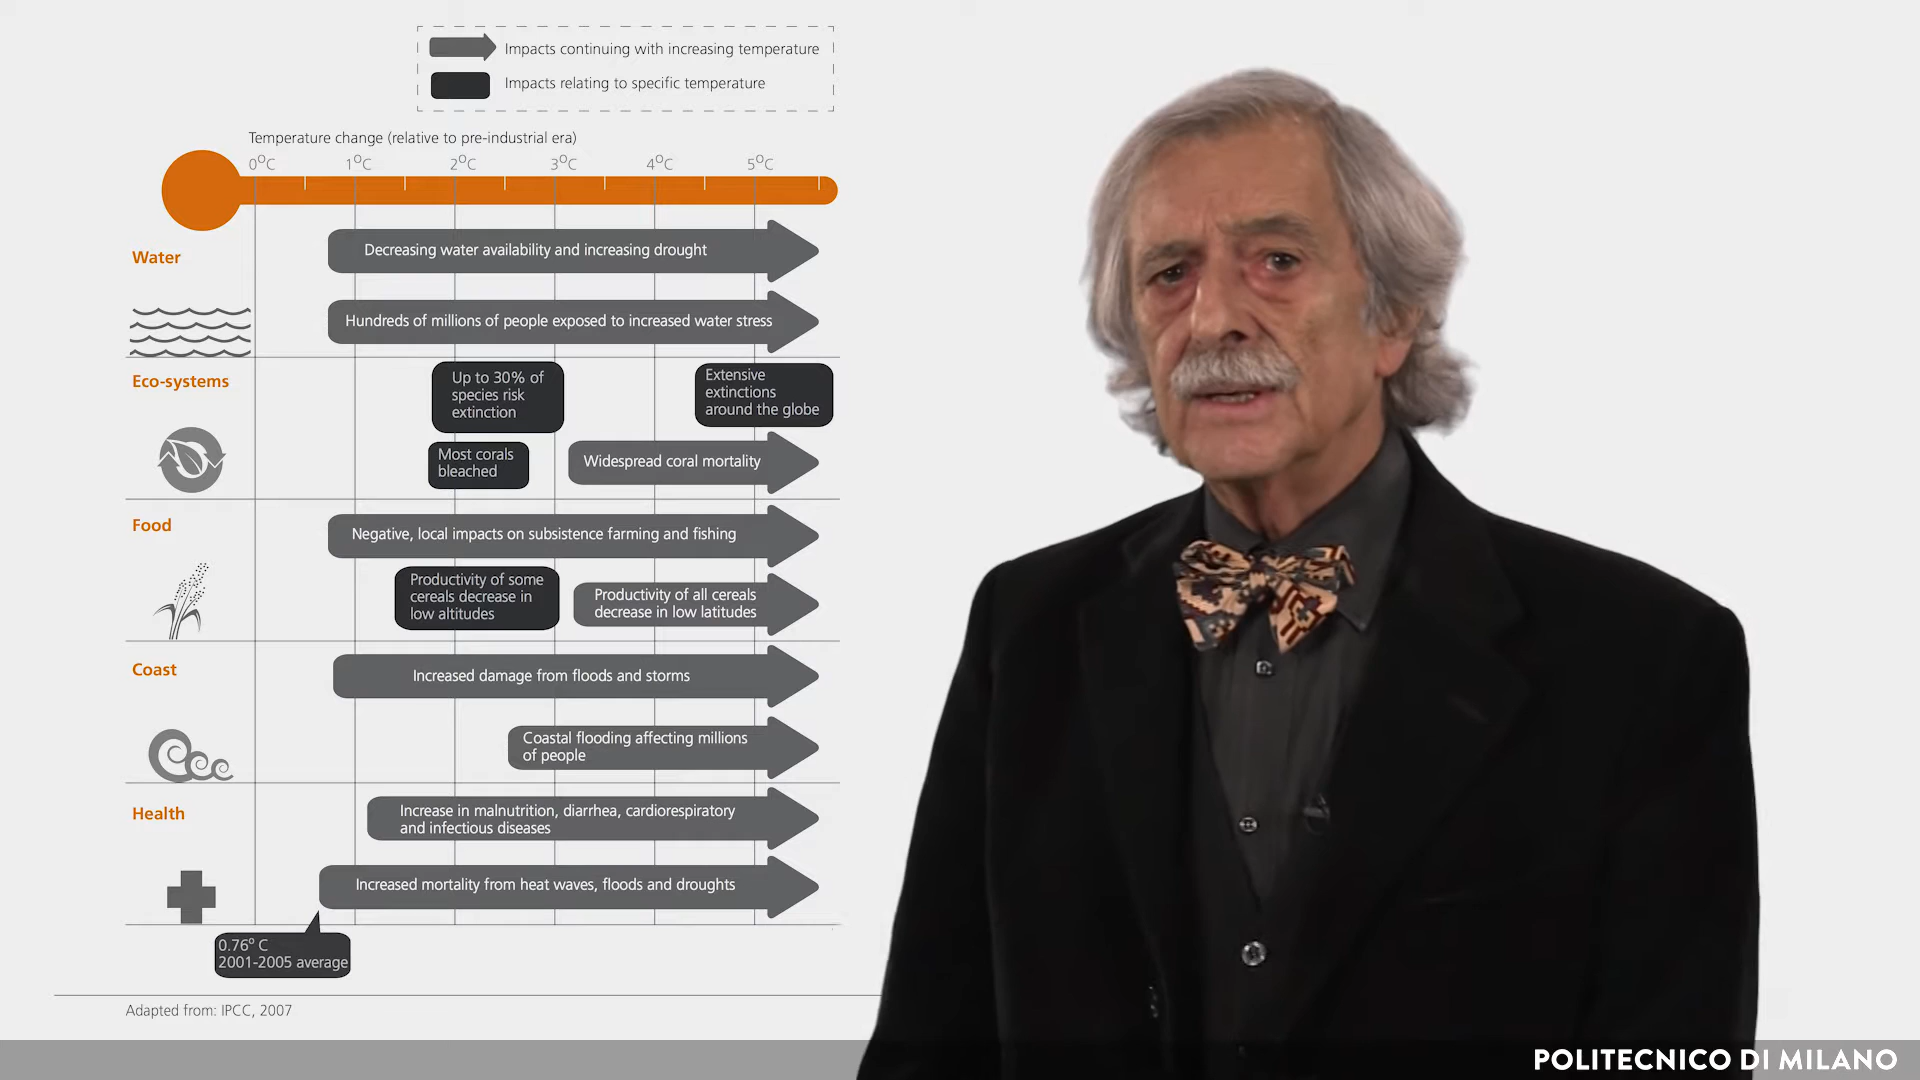 Impacts continuing with increasing temperature
Impacts relating to specific temperature
Temperature change (relative to pre-industrial era)
0°C 1°C 2°C 3°C 4°C 5°C
Water
Decreasing water availability and increasing drought
Hundreds of millions of people exposed to increased water stress
Eco-systems
Up to 30% of
species risk
extinction
Extensive
extinctions
around the globe
Most corals
bleached
Widespread coral mortality
Food
Negative, local impacts on subsistence farming and fishing
Productivity of some
cereals decrease in
low altitudes
Productivity of all cereals
decrease in low latitudes
Coast
Increased damage from floods and storms
Coastal flooding affecting millions
of people
Health
Increase in malnutrition, diarrhea, cardiorespiratory
and infectious diseases
Increased mortality from heat waves, floods and droughts
0.76° C
2001-2005 average
Adapted from: IPCC, 2007
POLITECNICO DI MILANO